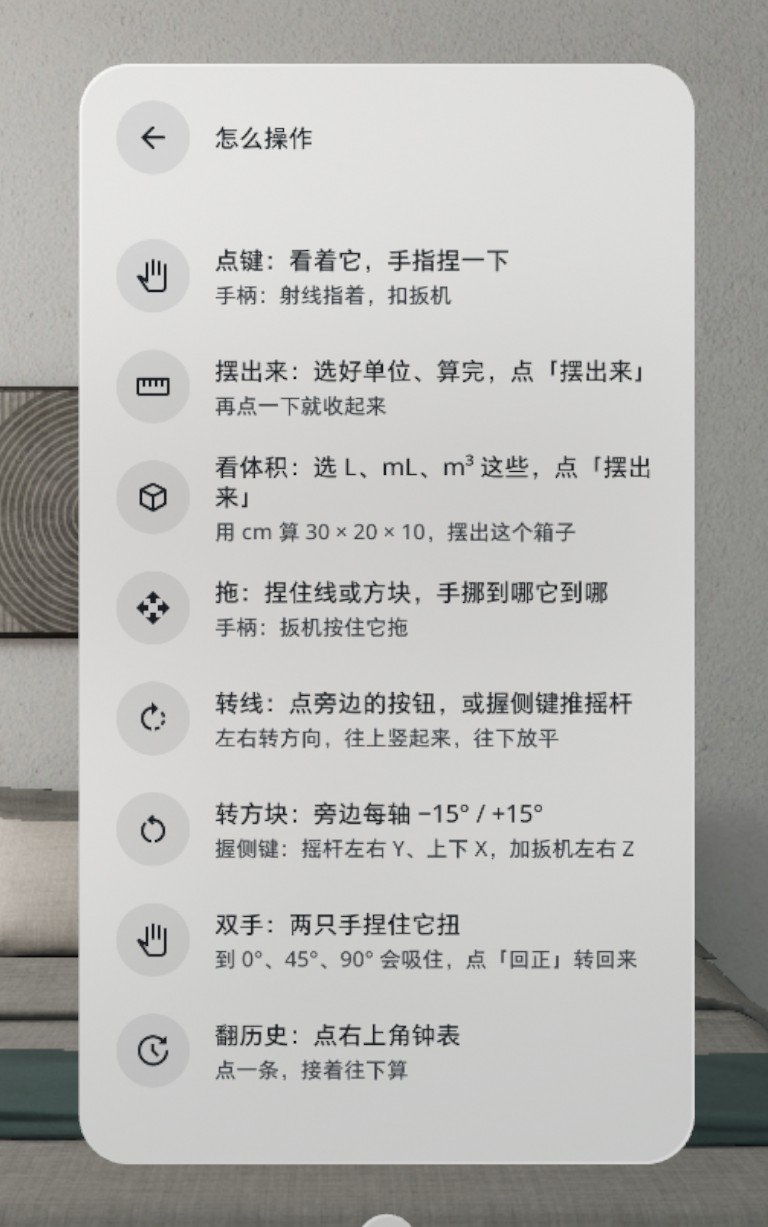 怎么操作
点键：看着它，手指捏一下
手柄：射线指着，扣扳机
摆出来：选好单位、算完，点「摆出来」
再点一下就收起来
看体积：选 L、mL、m³ 这些，点「摆出
来」
用 cm 算 30 × 20 × 10，摆出这个箱子
拖：捏住线或方块，手挪到哪它到哪
手柄：扳机按住它拖
转线：点旁边的按钮，或握侧键推摇杆
左右转方向，往上竖起来，往下放平
转方块：旁边每轴 −15° / +15°
握侧键：摇杆左右 Y、上下 X，加扳机左右 Z
双手：两只手捏住它扭
到 0°、45°、90° 会吸住，点「回正」转回来
翻历史：点右上角钟表
点一条，接着往下算